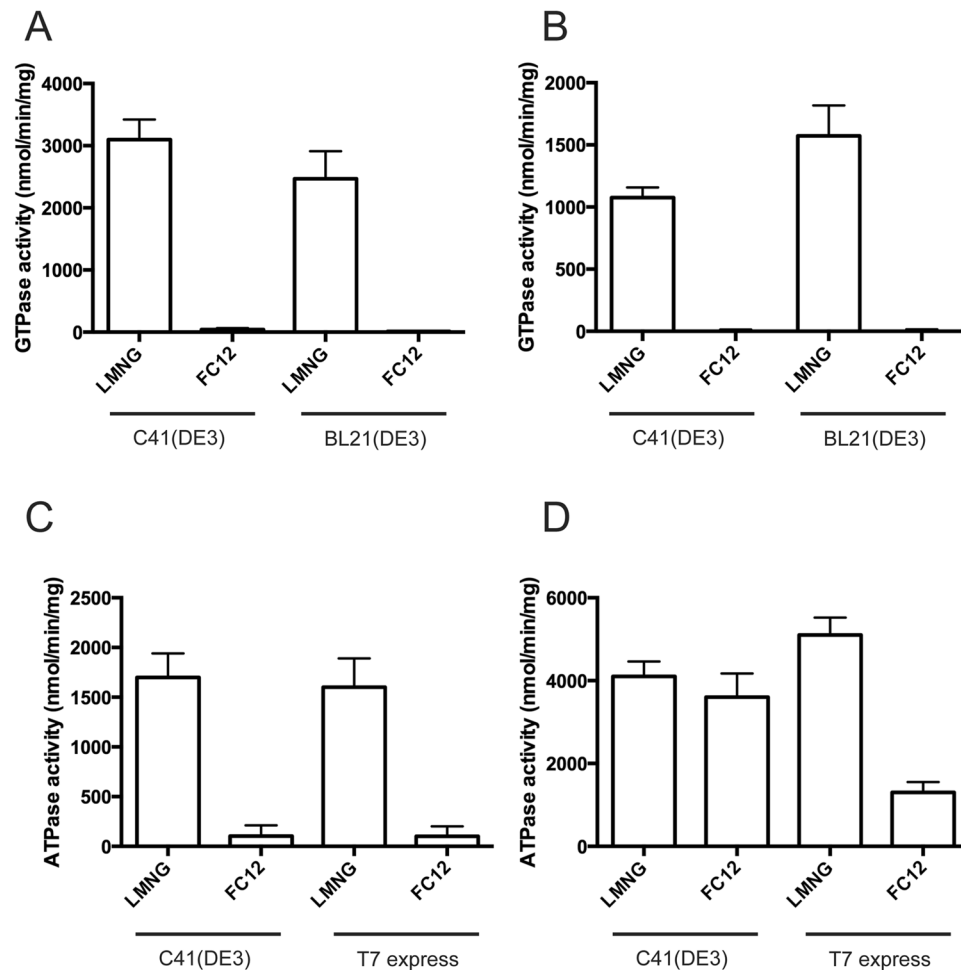 A
GTPase activity (nmol/min/mg)
4000
3000
2000
1000
0
LMNG
FC12
LMNG
FC12
C41(DE3)
BL21(DE3)
B
GTPase activity (nmol/min/mg)
2000
1500
1000
500
0
LMNG
FC12
LMNG
FC12
C41(DE3)
BL21(DE3)
C
ATPase activity (nmol/min/mg)
2500
2000
1500
1000
500
0
LMNG
FC12
LMNG
FC12
C41(DE3)
T7 express
D
ATPase activity (nmol/min/mg)
6000
4000
2000
0
LMNG
FC12
LMNG
FC12
C41(DE3)
T7 express